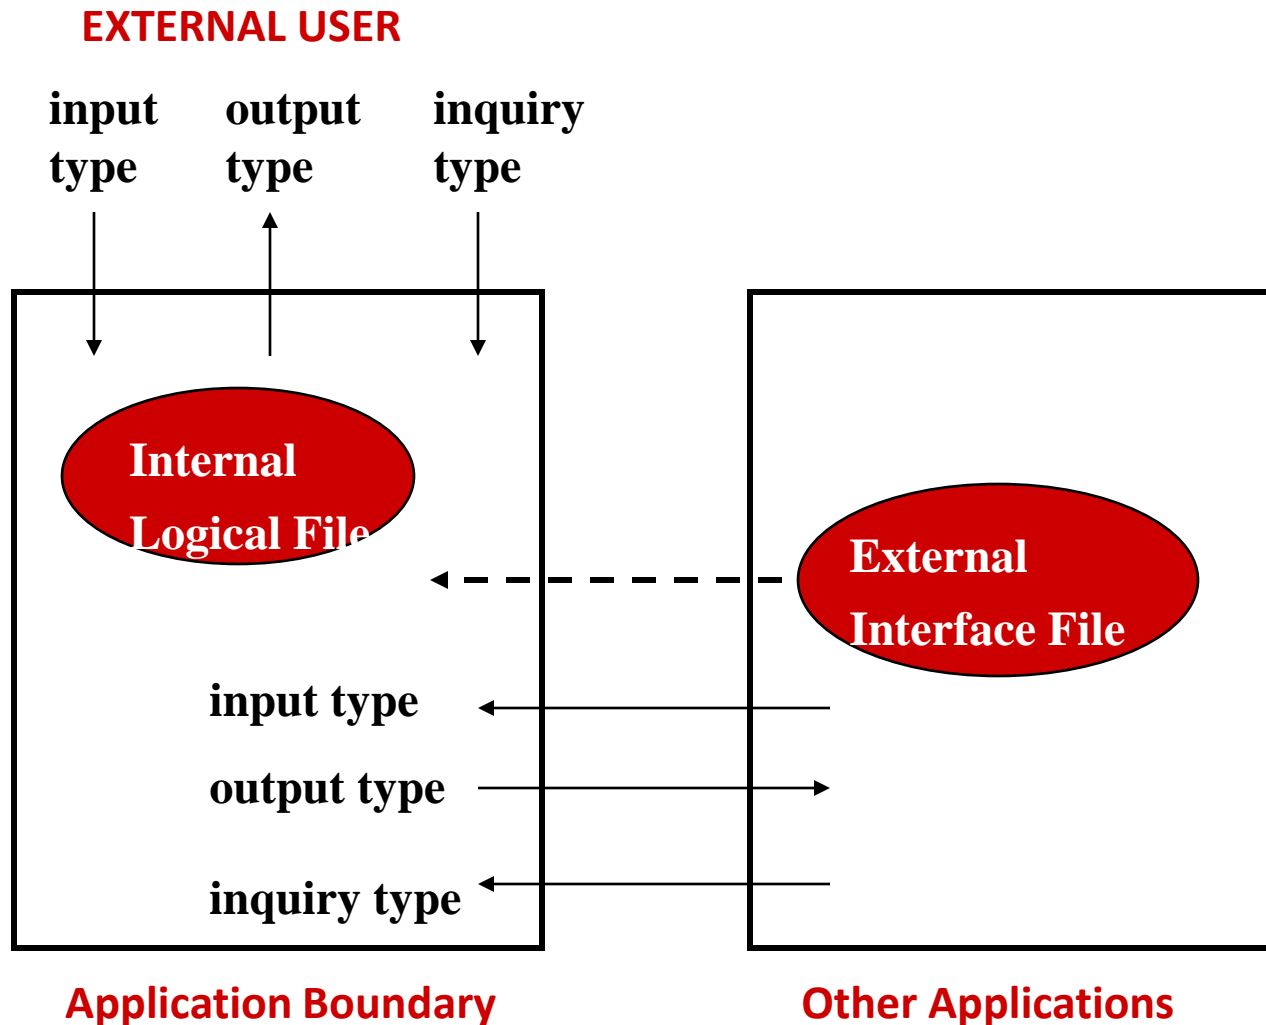 EXTERNAL USER
input type
output type
inquiry type
Internal
Logical File
External
Interface File
input type
output type
inquiry type
Application Boundary
Other Applications